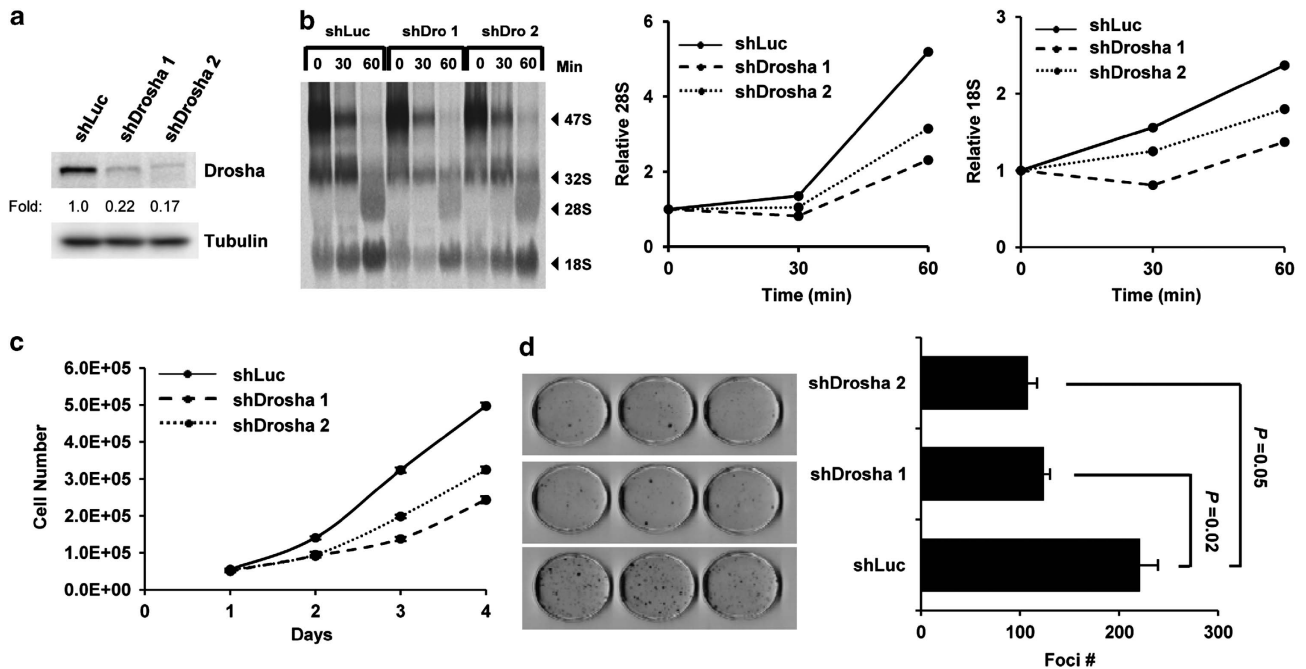 a
shLuc
shDrosha 1
shDrosha 2
Drosha
Fold: 1.0 0.22 0.17
Tubulin
b
shLuc shDro 1 shDro 2
0 30 60 0 30 60 0 30 60 Min
47S
32S
28S
18S
Relative 28S
8
6
4
2
0
shLuc
shDrosha 1
shDrosha 2
0 30 60
Time (min)
Relative 18S
3
2
1
0
shLuc
shDrosha 1
shDrosha 2
0 30 60
Time (min)
c
Cell Number
6.0E+05
5.0E+05
4.0E+05
3.0E+05
2.0E+05
1.0E+05
0.0E+00
shLuc
shDrosha 1
shDrosha 2
0 1 2 3 4
Days
d
shDrosha 2
shDrosha 1
shLuc
P=0.05
P=0.02
0 100 200 300
Foci #